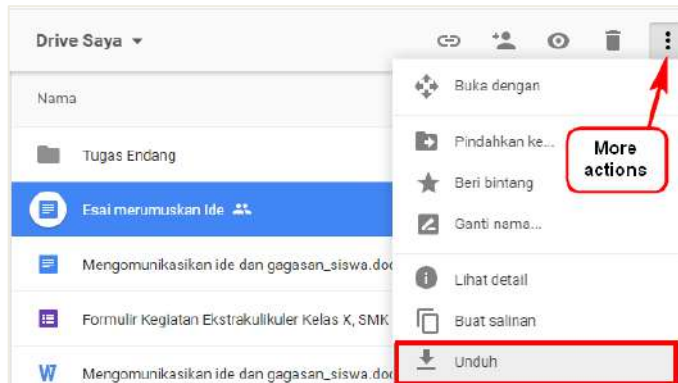 Drive Saya
Nama
Tugas Endang
Esai merumuskan Ide
Mengomunikasikan ide dan gagasan_siswa.doc
Formulir Kegiatan Ekstrakulikuler Kelas X, SMK
W Mengomunikasikan ide dan gagasan_siswa.doc
Buka dengan
Pindahkan ke...
Beri bintang
Ganti nama...
Lihat detail
Buat salinan
Unduh
More
actions